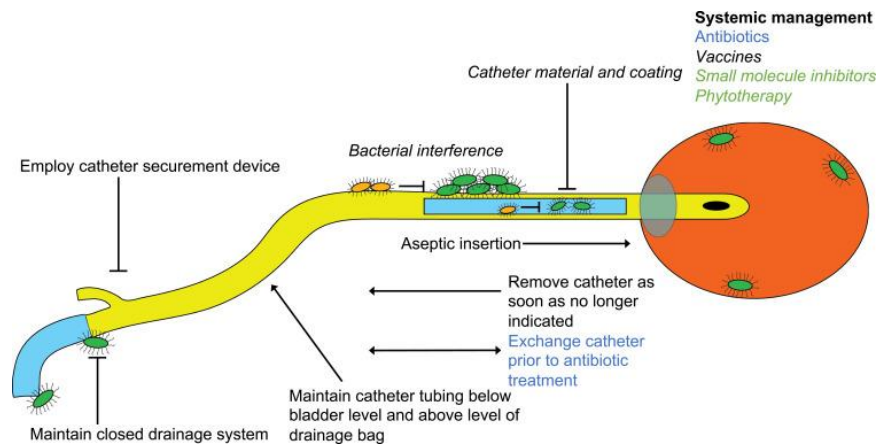 Systemic management
Antibiotics
Vaccines
Small molecule inhibitors
Phytotherapy
Catheter material and coating
Bacterial interference
Employ catheter securement device
Aseptic insertion
Remove catheter as
soon as no longer
indicated
Exchange catheter
prior to antibiotic
treatment
Maintain catheter tubing below
bladder level and above level of
drainage bag
Maintain closed drainage system